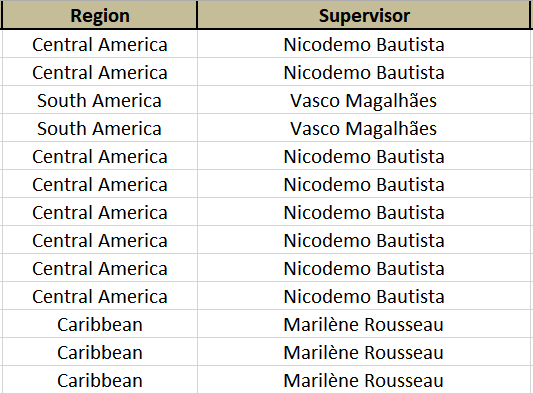 Region Supervisor
Central America Nicodemo Bautista
Central America Nicodemo Bautista
South America Vasco Magalhães
South America Vasco Magalhães
Central America Nicodemo Bautista
Central America Nicodemo Bautista
Central America Nicodemo Bautista
Central America Nicodemo Bautista
Central America Nicodemo Bautista
Central America Nicodemo Bautista
Caribbean Marilène Rousseau
Caribbean Marilène Rousseau
Caribbean Marilène Rousseau